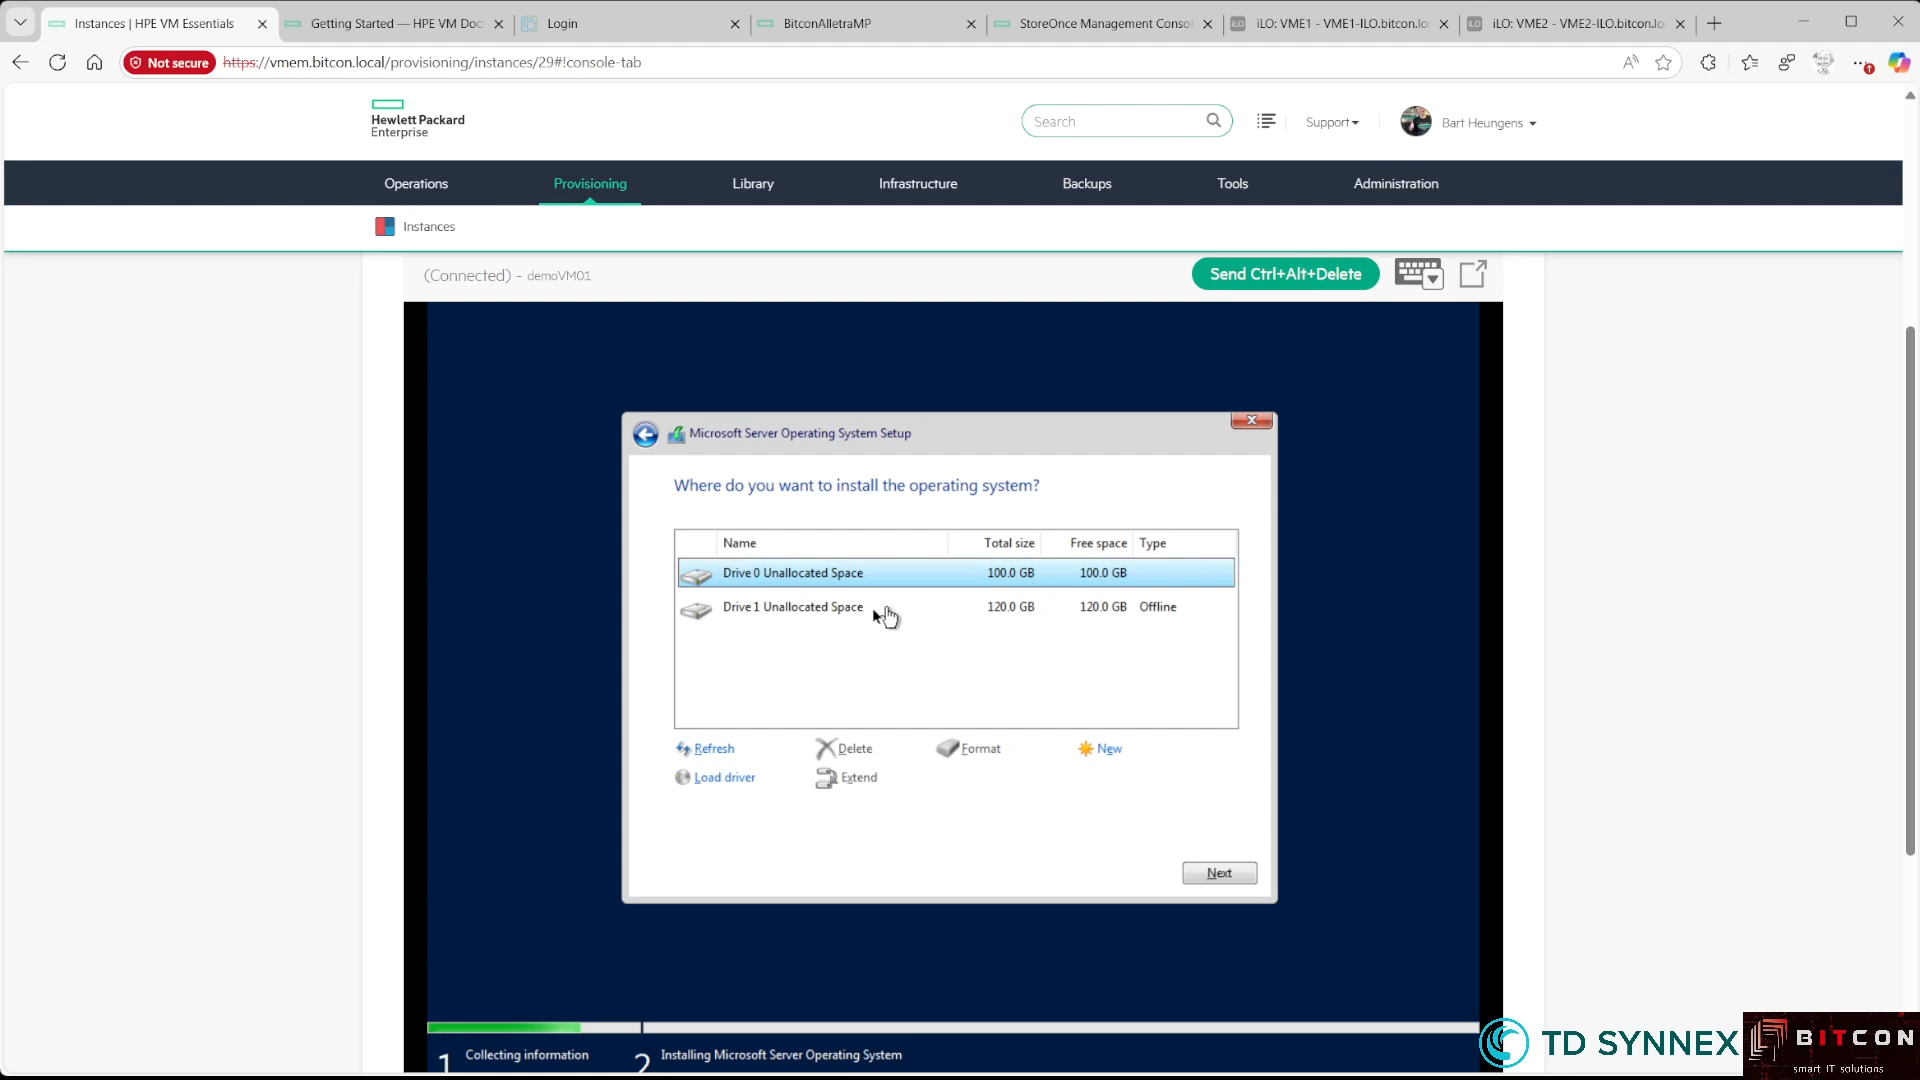 Instances | HPE VM Essentials
Getting Started — HPE VM Doc
Login
BitconAlletraMP
StoreOnce Management Consol
iLO: VME1 - VME1-ILO.bitcon.lo
iLO: VME2 - VME2-ILO.bitcon.lo
Not secure
https://vmem.bitcon.local/provisioning/instances/29#!console-tab
Hewlett Packard
Enterprise
Search
Support
Bart Heungens
Operations
Provisioning
Library
Infrastructure
Backups
Tools
Administration
Instances
(Connected) - demoVM01
Send Ctrl+Alt+Delete
Microsoft Server Operating System Setup
Where do you want to install the operating system?
Name Total size Free space Type
Drive 0 Unallocated Space 100.0 GB 100.0 GB
Drive 1 Unallocated Space 120.0 GB 120.0 GB Offline
Refresh
Delete
Format
New
Load driver
Extend
Next
1 Collecting information
2 Installing Microsoft Server Operating System
TD SYNNEX
BITCON
smart IT solutions